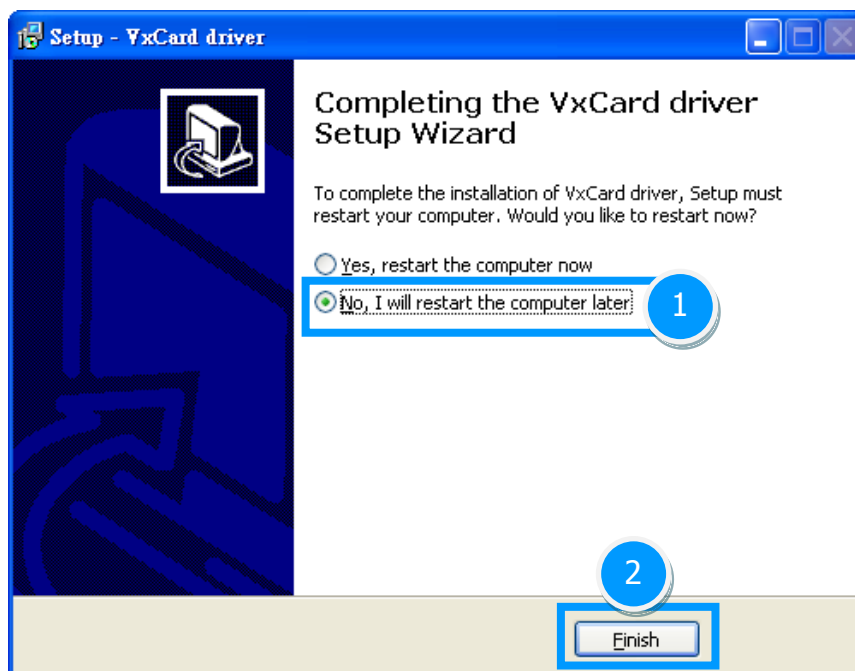 Setup - VxCard driver
Completing the VxCard driver
Setup Wizard
To complete the installation of VxCard driver, Setup must
restart your computer. Would you like to restart now?
Yes, restart the computer now
No, I will restart the computer later
1
2
Finish